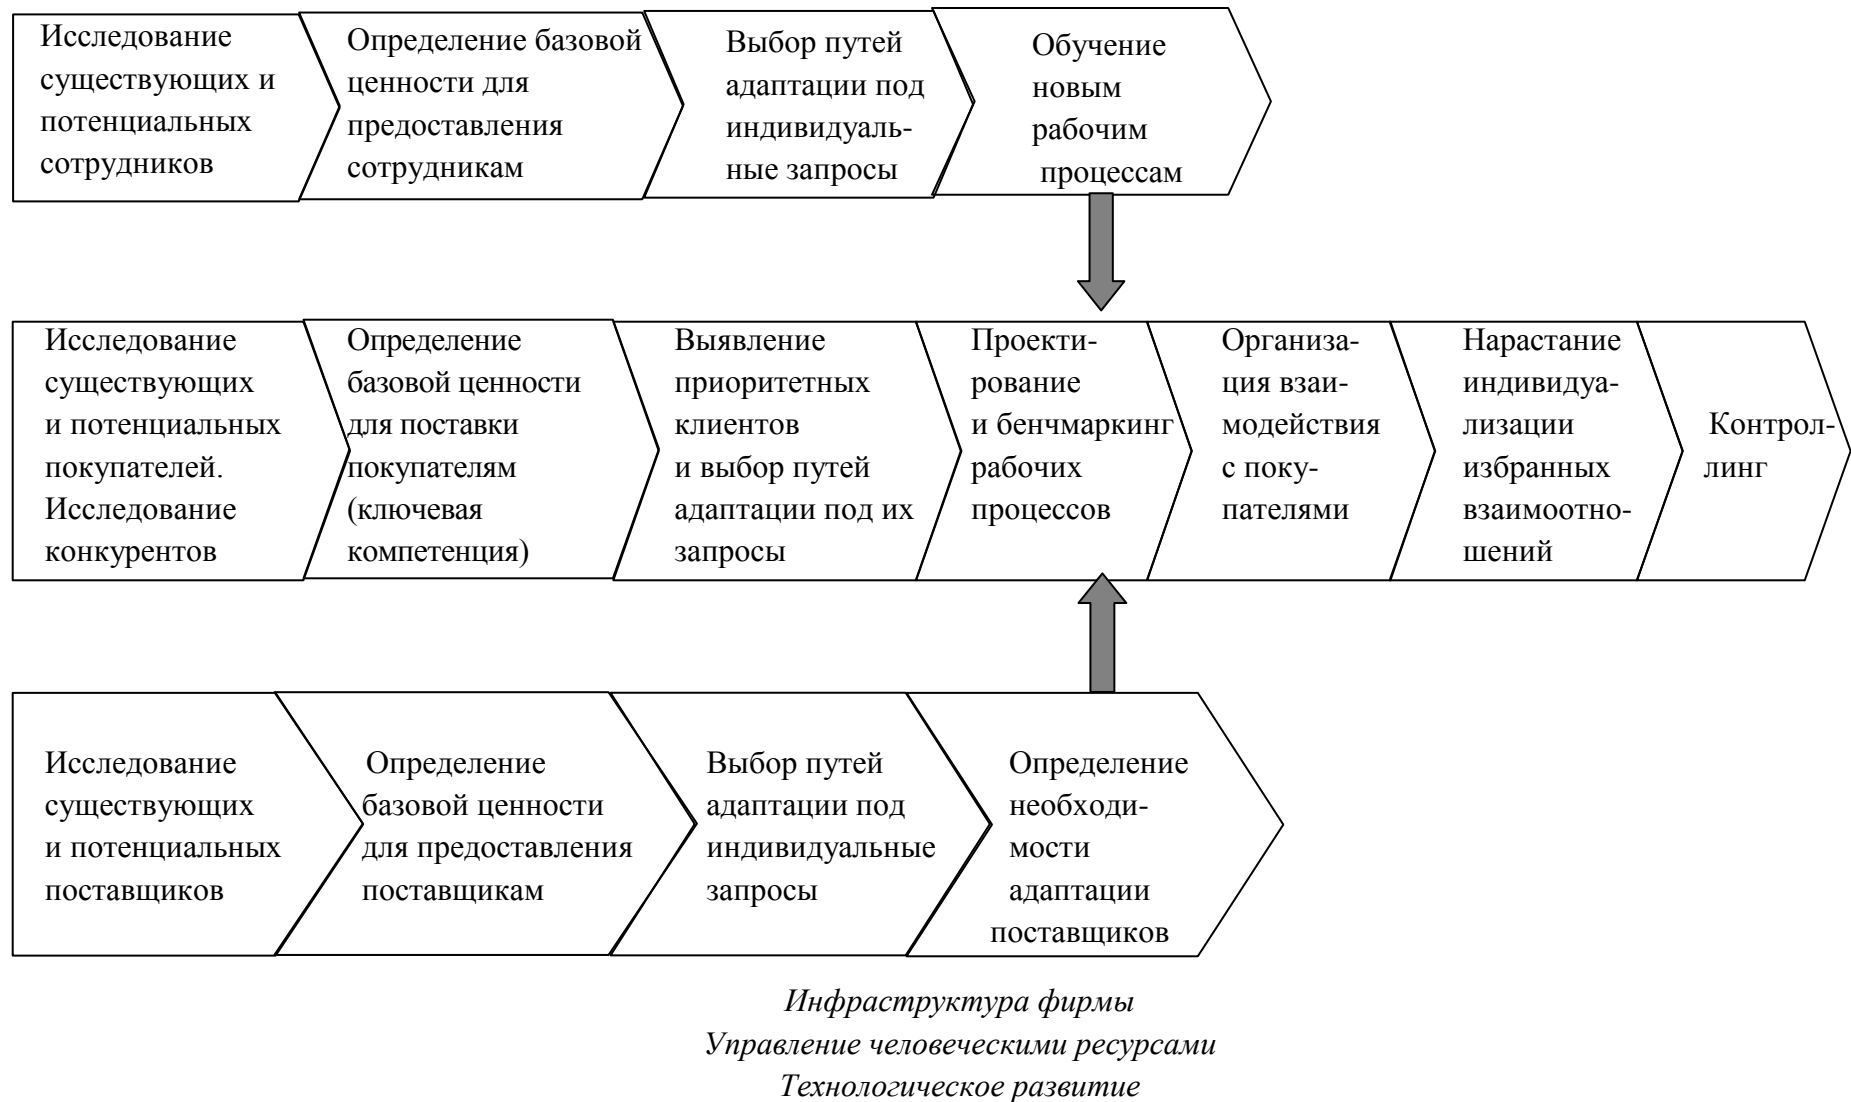 Исследование
существующих и
потенциальных
сотрудников
Определение базовой
ценности для
предоставления
сотрудникам
Выбор путей
адаптации под
индивидуаль-
ные запросы
Обучение
новым
рабочим
процессам
Исследование
существующих
и потенциальных
покупателей.
Исследование
конкурентов
Определение
базовой ценности
для поставки
покупателям
(ключевая
компетенция)
Выявление
приоритетных
клиентов
и выбор путей
адаптации под их
запросы
Проекти-
рование
и бенчмаркинг
рабочих
процессов
Организа-
ция взаи-
модействия
с поку-
пателями
Нарастание
индивидуа-
лизации
избранных
взаимоотно-
шений
Контрол-
линг
Исследование
существующих
и потенциальных
поставщиков
Определение
базовой ценности
для предоставления
поставщикам
Выбор путей
адаптации под
индивидуальные
запросы
Определение
необходи-
мости
адаптации
поставщиков
Инфраструктура фирмы
Управление человеческими ресурсами
Технологическое развитие